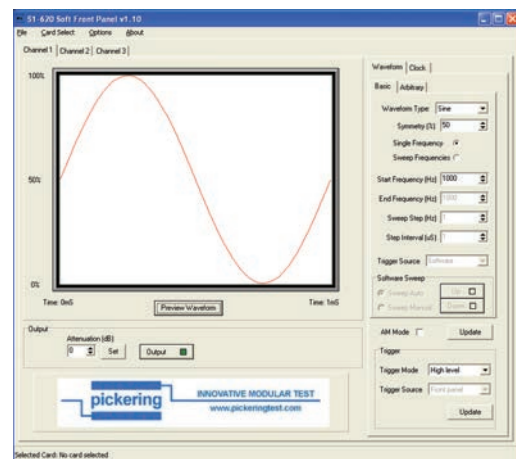 51-620 Soft Front Panel v1.10
File Card Select Options About
Channel 1 Channel 2 Channel 3
100%
50%
0%
Time: 0mS
Preview Waveform
Time: 1mS
Output
Attenuation (dB)
0 Set Output
pickering
INNOVATIVE MODULAR TEST
www.pickeringtest.com
Waveform Clock
Basic Arbitrary
Waveform Type: Sine
Symmetry (%) 50
Single Frequency
Sweep Frequencies
Start Frequency (Hz) 1000
End Frequency (Hz) 1000
Sweep Step (Hz) 1
Step Interval (uS) 1
Trigger Source Software
Software Sweep
Sweep Auto
Sweep Manual
AM Mode Update
Trigger
Trigger Mode High level
Trigger Source Front panel
Update
Selected Card: No card selected